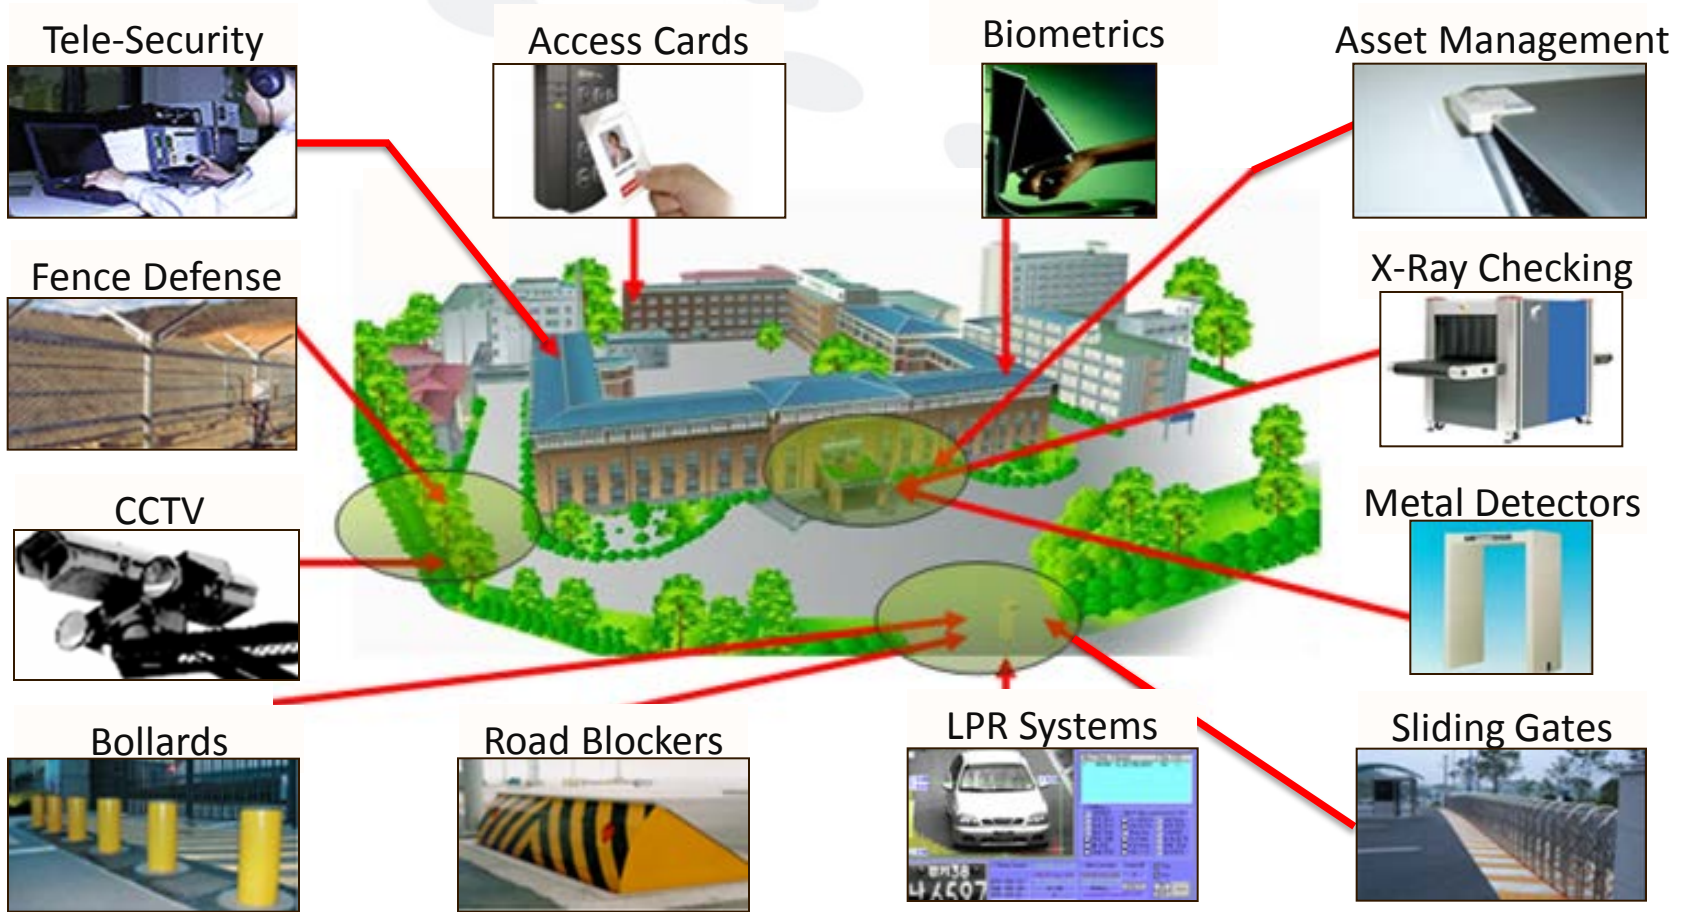 Tele-Security
Access Cards
Biometrics
Asset Management
Fence Defense
X-Ray Checking
CCTV
Metal Detectors
Bollards
Road Blockers
LPR Systems
Sliding Gates